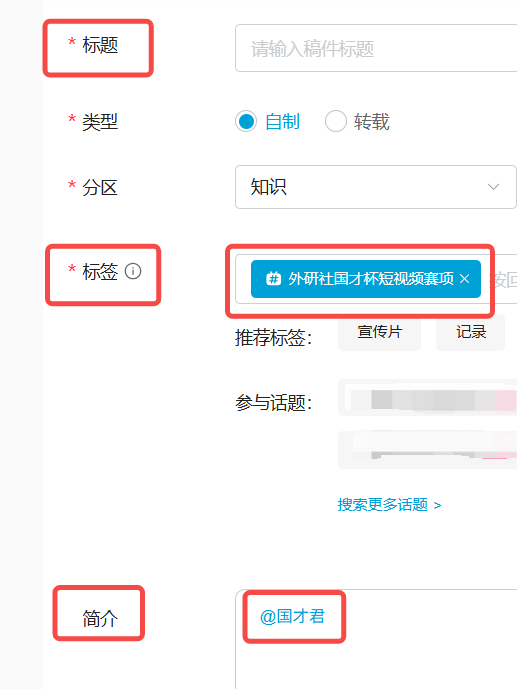 * 标题 请输入稿件标题
* 类型 自制 转载
* 分区 知识
* 标签 外研社国才杯短视频赛项 × 按回
推荐标签： 宣传片 记录
参与话题：
搜索更多话题 >
简介 @国才君